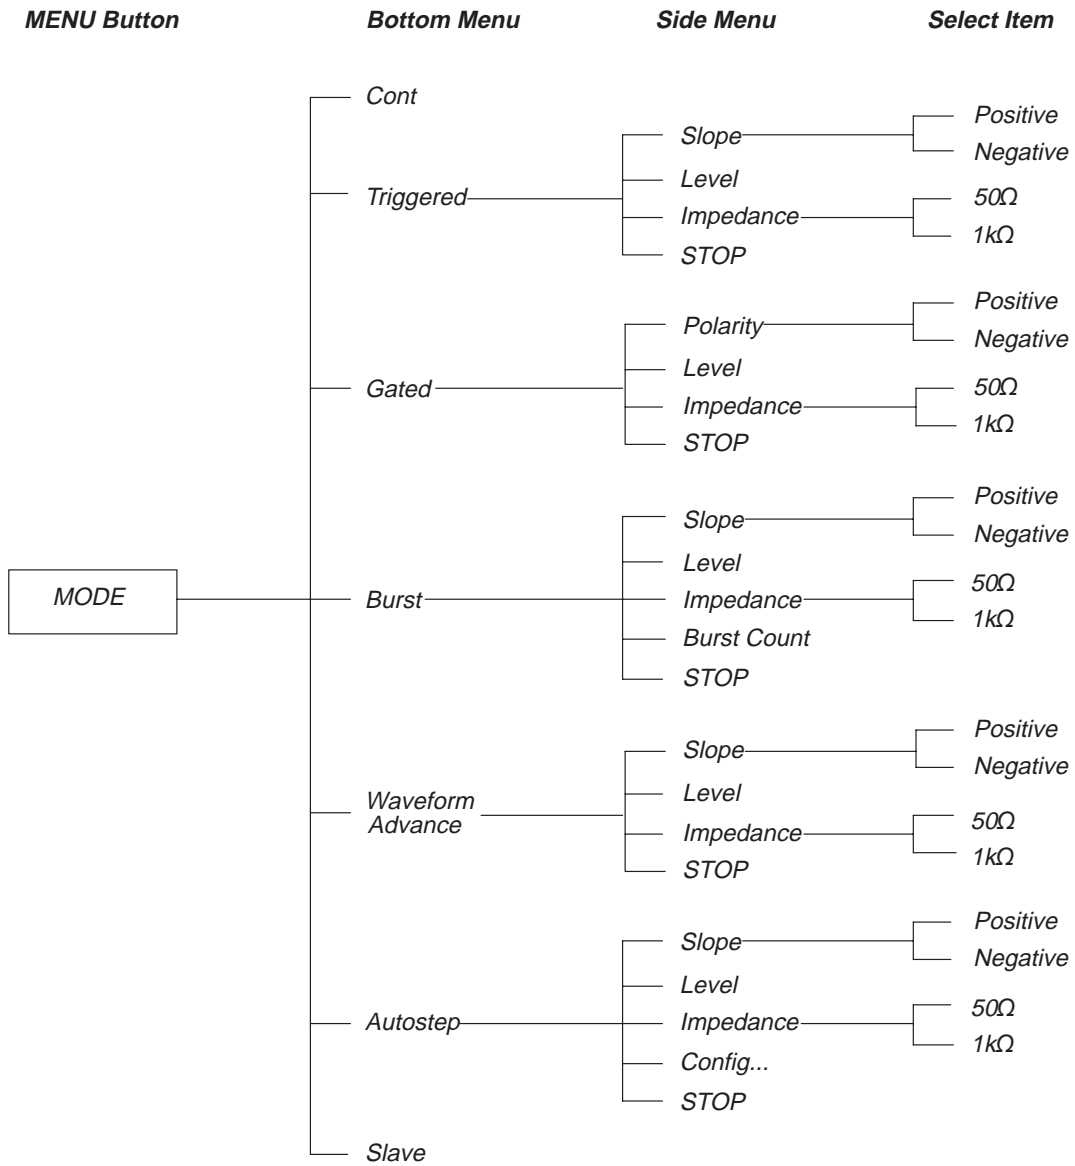 MENU Button Bottom Menu Side Menu Select Item
Cont
Triggered
Slope
Positive
Negative
Level
Impedance
50Ω
1kΩ
STOP
Gated
Polarity
Positive
Negative
Level
Impedance
50Ω
1kΩ
STOP
MODE
Burst
Slope
Positive
Negative
Level
Impedance
50Ω
1kΩ
Burst Count
STOP
Waveform
Advance
Slope
Positive
Negative
Level
Impedance
50Ω
1kΩ
STOP
Autostep
Slope
Positive
Negative
Level
Impedance
50Ω
1kΩ
Config...
STOP
Slave